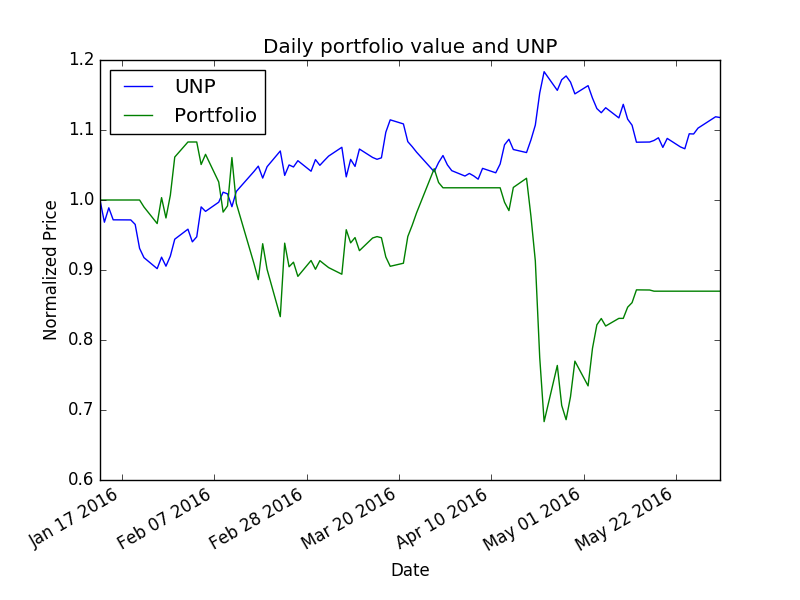 Daily portfolio value and UNP
UNP
Portfolio
1.2
1.1
1.0
0.9
0.8
0.7
0.6
Normalized Price
Jan 17 2016
Feb 07 2016
Feb 28 2016
Mar 20 2016
Apr 10 2016
May 01 2016
May 22 2016
Date